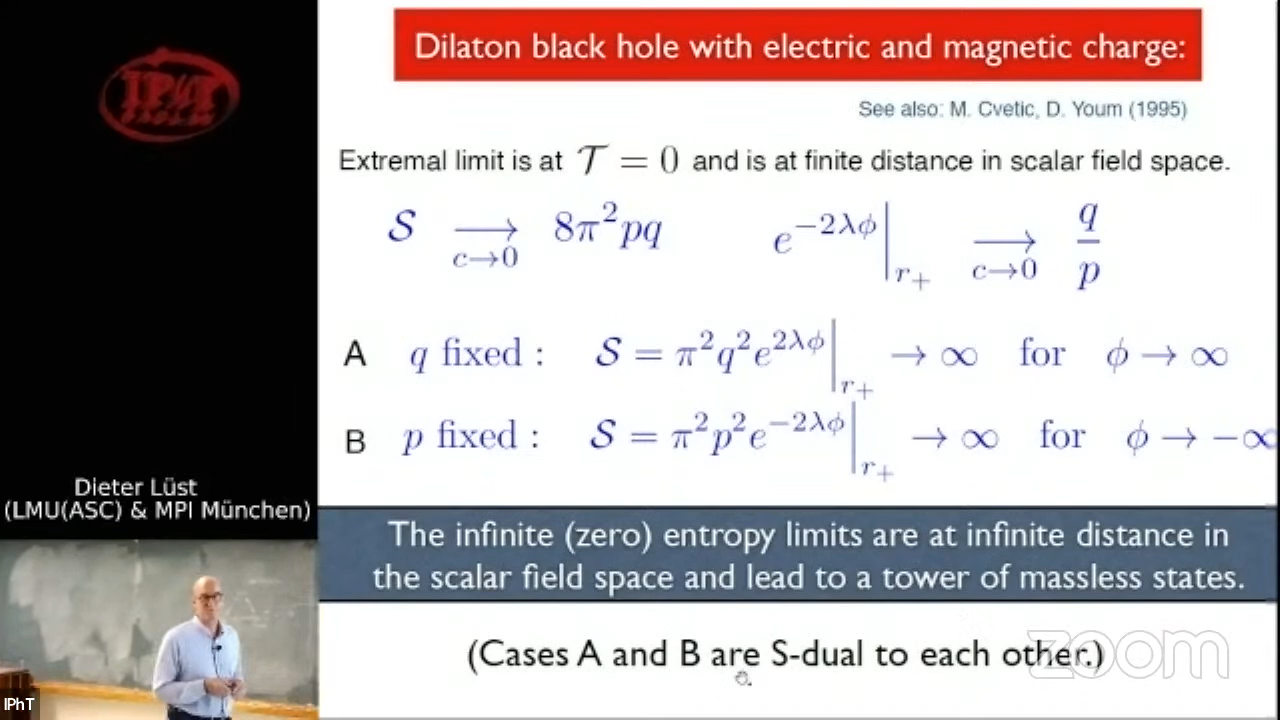 IPhT
SACLAY
Dilaton black hole with electric and magnetic charge:
See also: M. Cvetic, D. Youm (1995)
Extremal limit is at 𝒯 = 0 and is at finite distance in scalar field space.
𝒮 ⟶_{c→0} 8π²pq    e^{−2λϕ}|_{r₊} ⟶_{c→0} q/p
A q fixed : 𝒮 = π²q²e^{2λϕ}|_{r₊} → ∞ for ϕ → ∞
B p fixed : 𝒮 = π²p²e^{−2λϕ}|_{r₊} → ∞ for ϕ → −∞
Dieter Lüst
(LMU(ASC) & MPI München)
The infinite (zero) entropy limits are at infinite distance in
the scalar field space and lead to a tower of massless states.
(Cases A and B are S-dual to each other.)
zoom
IPhT